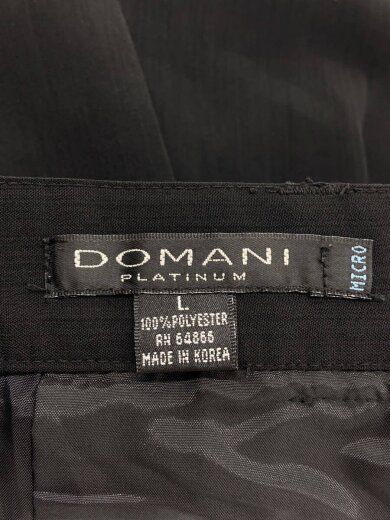 DOMANI
PLATINUM
MICRO
L
100% POLYESTER
RN 64866
MADE IN KOREA